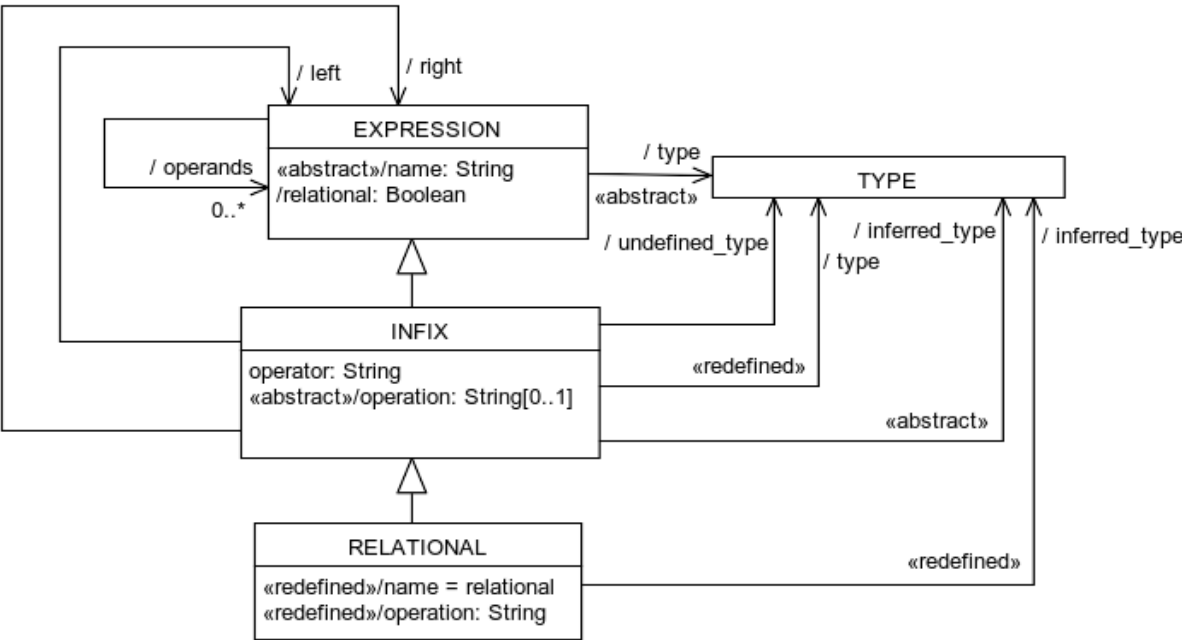 / left
/ right
EXPRESSION
«abstract»/name: String
/relational: Boolean
/ operands
0..*
/ type
«abstract»
TYPE
/ undefined_type
/ type
/ inferred_type
/ inferred_type
INFIX
operator: String
«abstract»/operation: String[0..1]
«redefined»
«abstract»
RELATIONAL
«redefined»/name = relational
«redefined»/operation: String
«redefined»